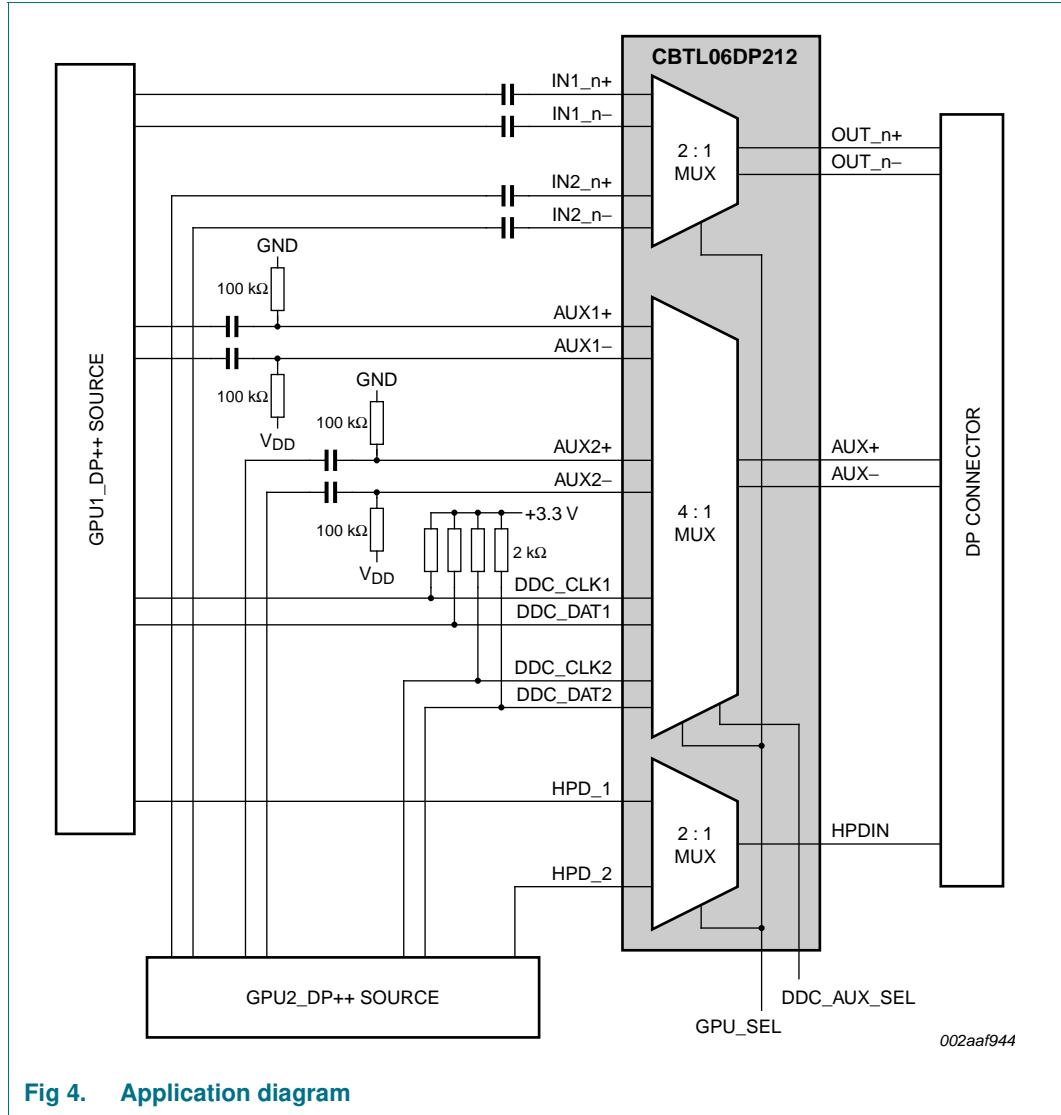 CBTL06DP212
IN1_n+
IN1_n−
OUT_n+
2 : 1
MUX
OUT_n−
IN2_n+
IN2_n−
GND
100 kΩ
AUX1+
AUX1−
GPU1_DP++ SOURCE
GND
100 kΩ
100 kΩ
VDD
AUX2+
AUX+
AUX2−
AUX−
DP CONNECTOR
+3.3 V
4 : 1
MUX
100 kΩ
2 kΩ
VDD
DDC_CLK1
DDC_DAT1
DDC_CLK2
DDC_DAT2
HPD_1
2 : 1
MUX
HPDIN
HPD_2
GPU2_DP++ SOURCE
DDC_AUX_SEL
GPU_SEL
002aaf944
Fig 4. Application diagram